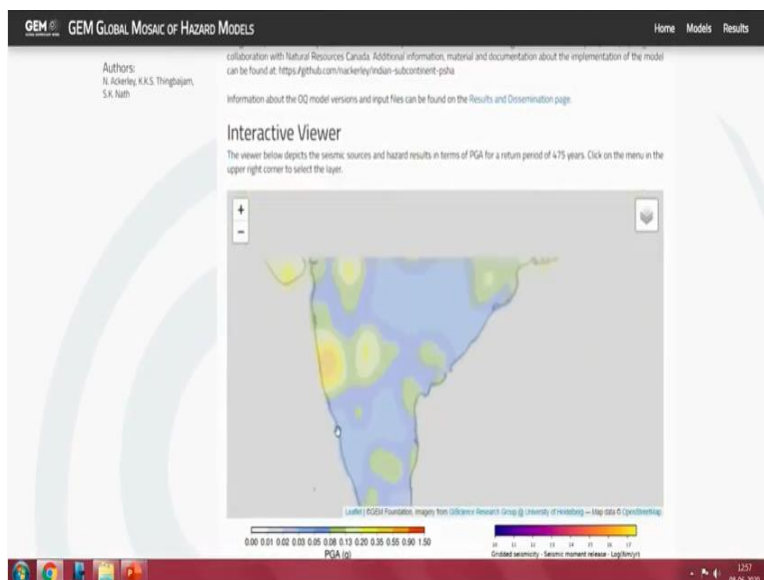 GEM GEM GLOBAL MOSAIC OF HAZARD MODELS
Home Models Results
Authors:
N. Ackerley, K.K.S. Thingbaijam,
S.K. Nath
collaboration with Natural Resources Canada. Additional information, material and documentation about the implementation of the model
can be found at: https://github.com/nackerley/indian-subcontinent-psha
Information about the OQ model versions and input files can be found on the Results and Dissemination page.
Interactive Viewer
The viewer below depicts the seismic sources and hazard results in terms of PGA for a return period of 475 years. Click on the menu in the
upper right corner to select the layer.
+
−
Leaflet | ©GEM Foundation, Imagery from GIScience Research Group @ University of Heidelberg — Map data © OpenStreetMap
0.00 0.01 0.02 0.03 0.05 0.08 0.13 0.20 0.35 0.55 0.90 1.50
PGA (g)
Gridded seismicity - Seismic moment release - Log(Nm/yr)
12:57